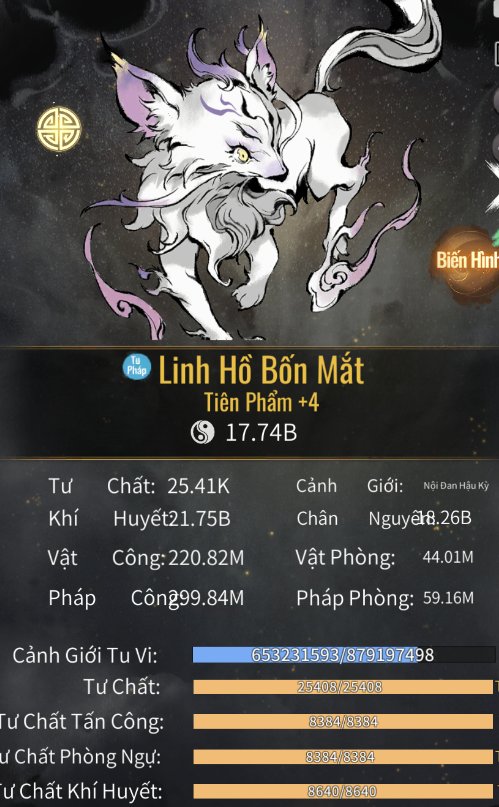 Biến Hình
Tu Pháp
Linh Hồ Bốn Mắt
Tiên Phẩm +4
17.74B
Tư Chất: 25.41K Cảnh Giới: Nội Đan Hậu Kỳ
Khí Huyết: 21.75B Chân Nguyên: 18.26B
Vật Công: 220.82M Vật Phòng: 44.01M
Pháp Công: 299.84M Pháp Phòng: 59.16M
Cảnh Giới Tu Vi: 653231593/879197498
Tư Chất: 25408/25408
Tư Chất Tấn Công: 8384/8384
Tư Chất Phòng Ngự: 8384/8384
Tư Chất Khí Huyết: 8640/8640